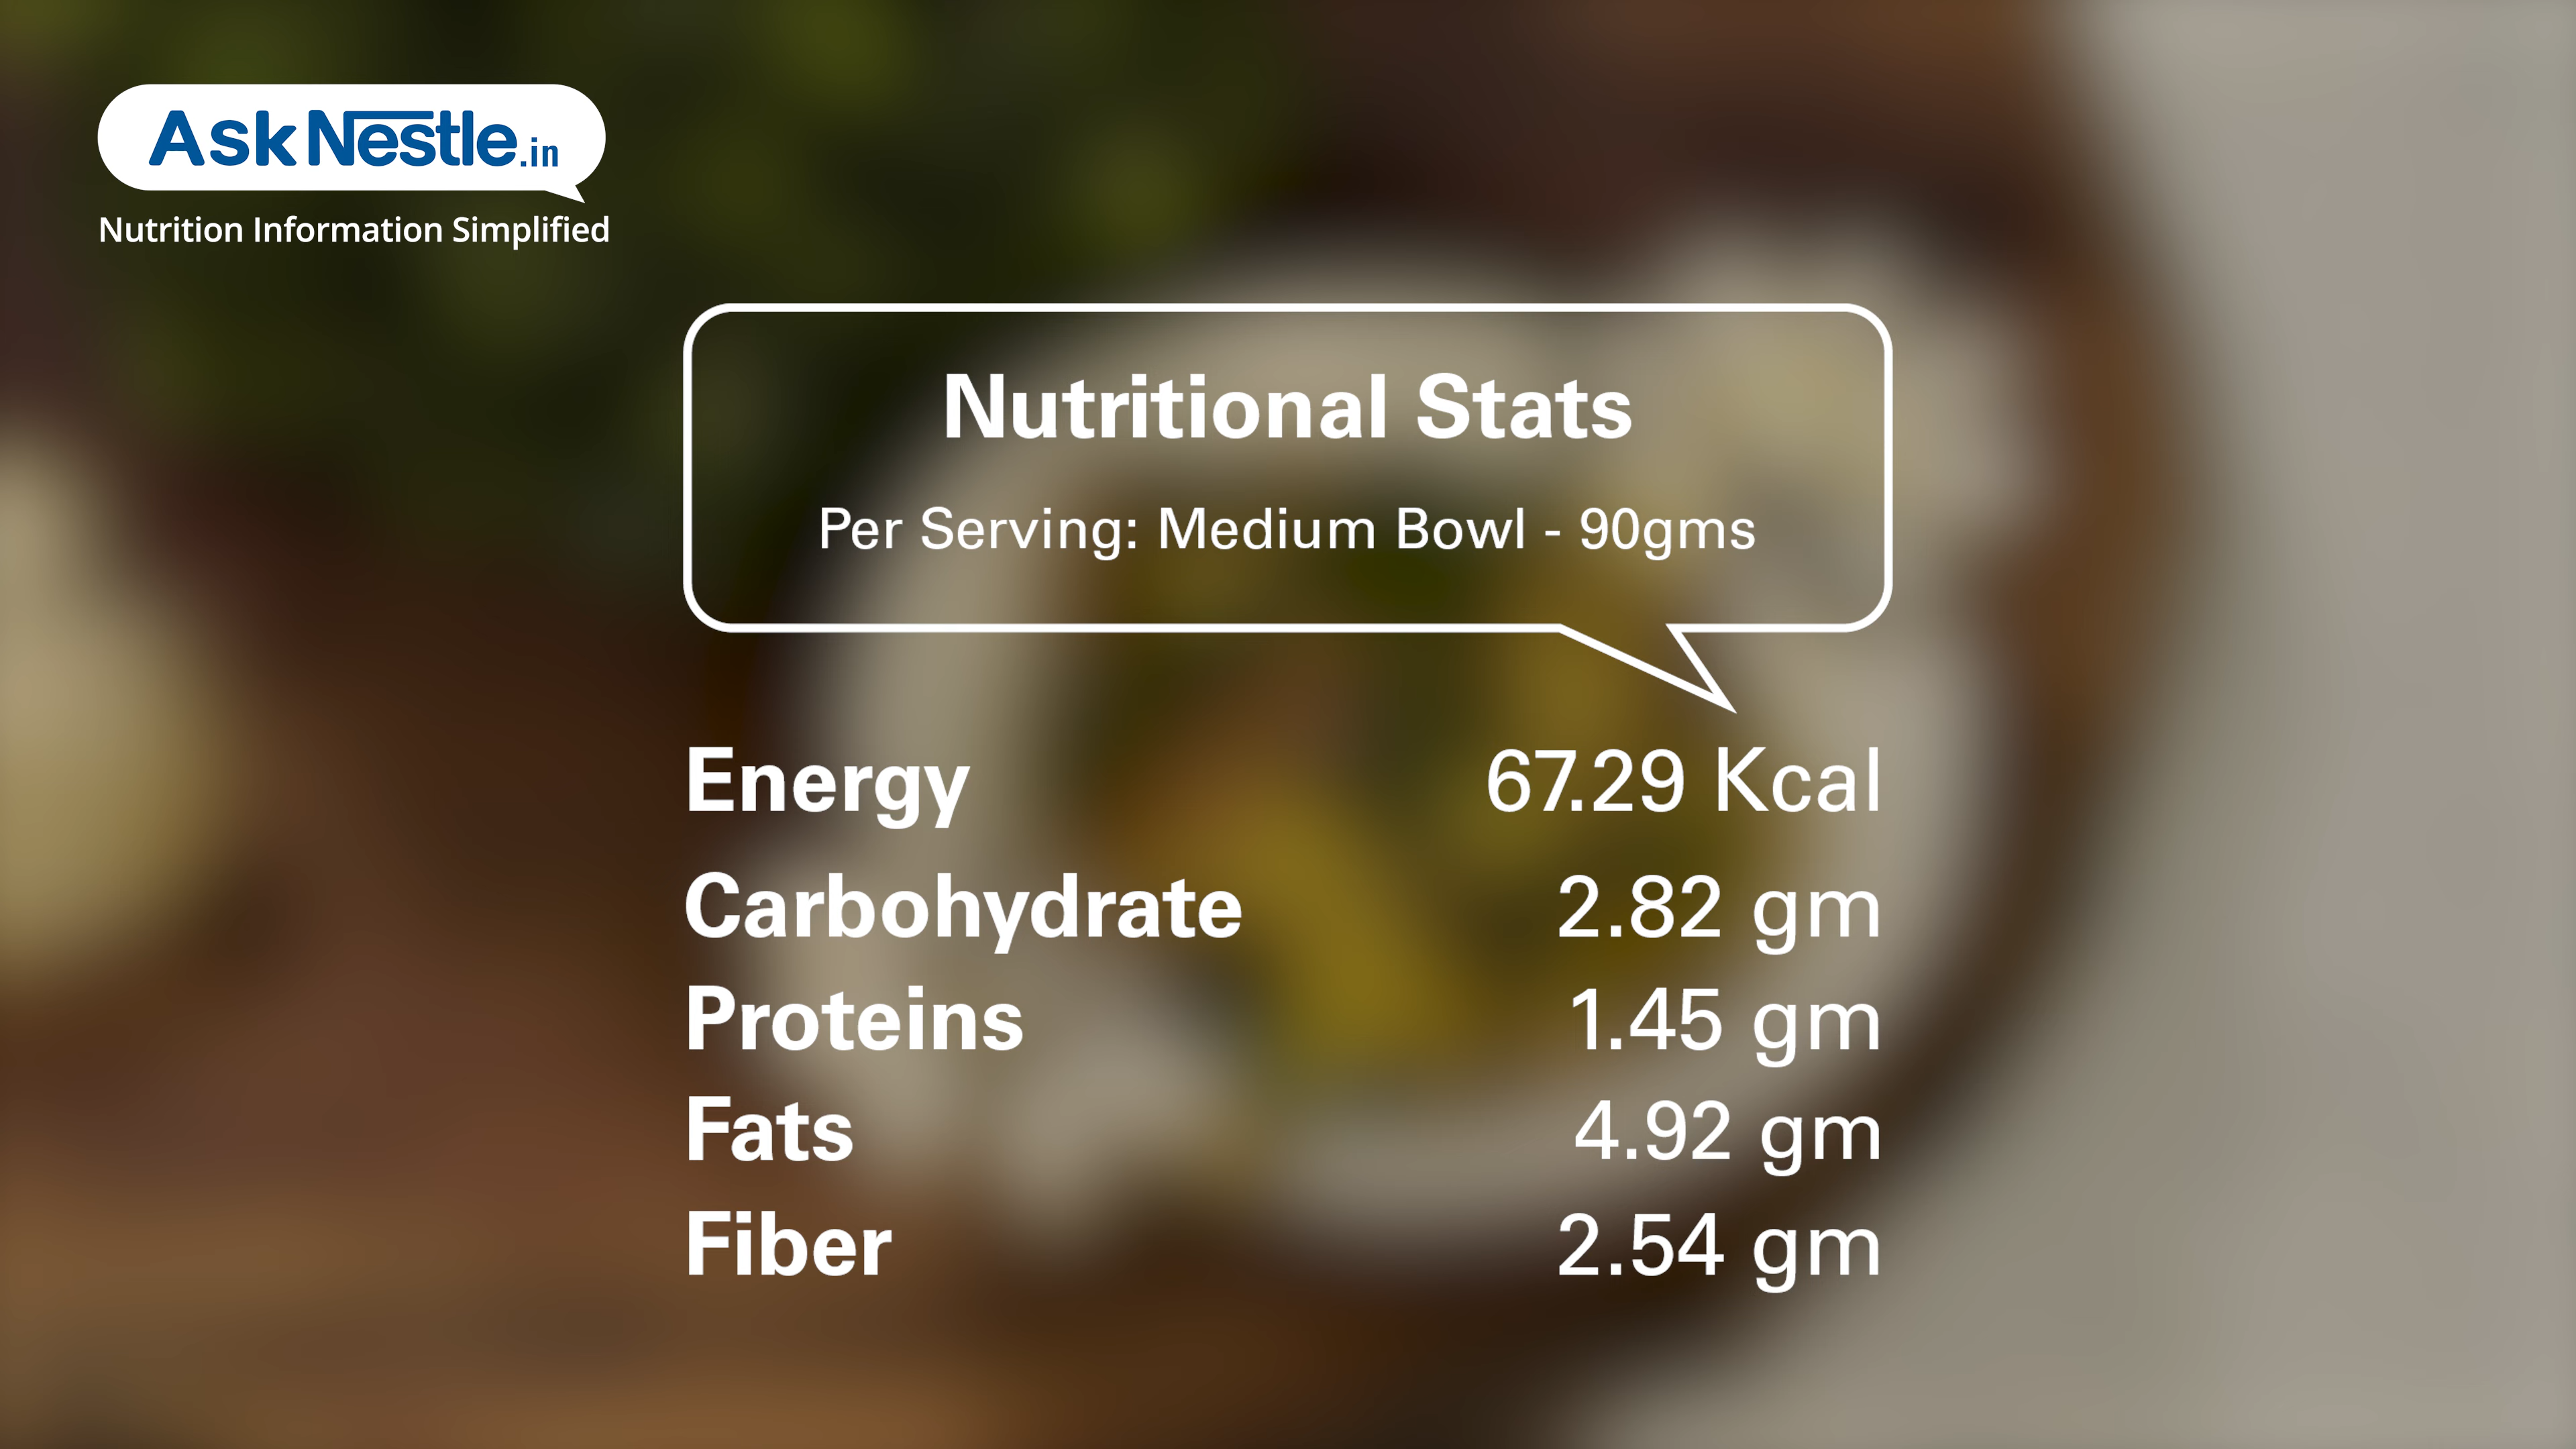 AskNestle.in
Nutrition Information Simplified
Nutritional Stats
Per Serving: Medium Bowl - 90gms
Energy 67.29 Kcal
Carbohydrate 2.82 gm
Proteins 1.45 gm
Fats 4.92 gm
Fiber 2.54 gm